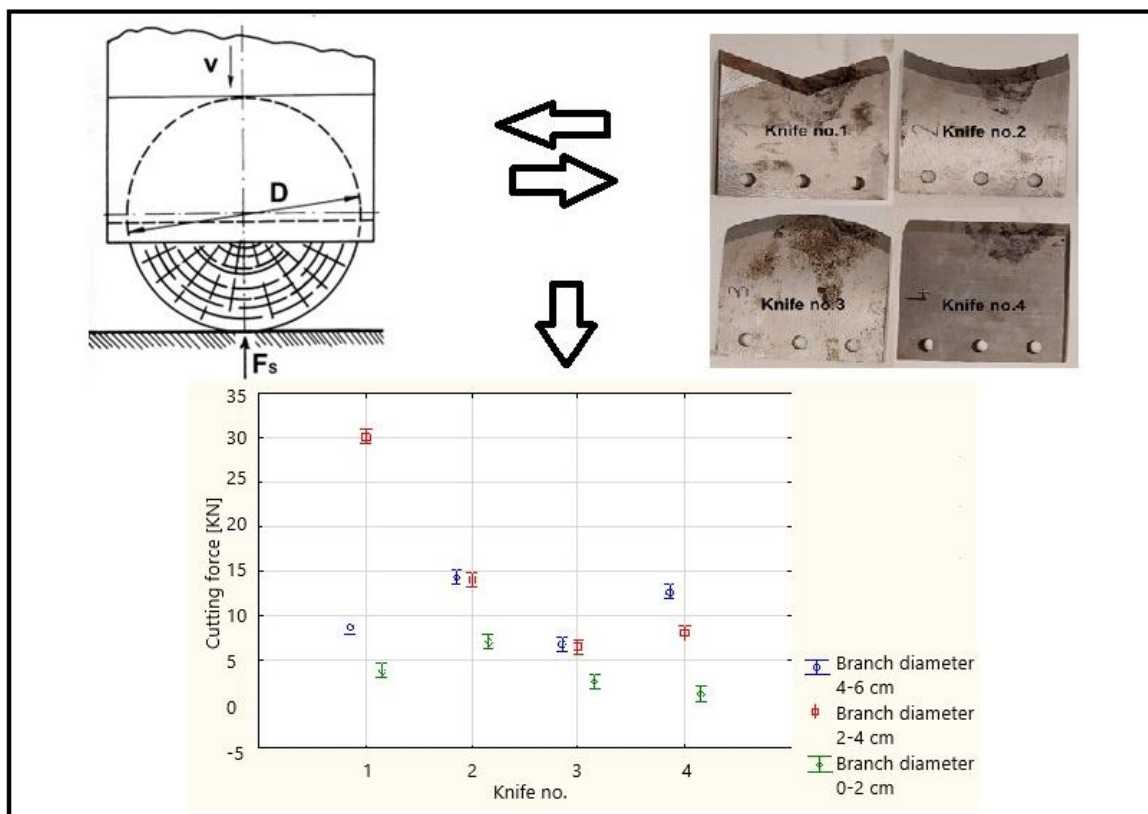 v
D
Fs
Knife no.1
Knife no.2
Knife no.3
Knife no.4
35
30
25
20
15
10
5
0
-5
Cutting force [KN]
1 2 3 4
Knife no.
Branch diameter
4-6 cm
Branch diameter
2-4 cm
Branch diameter
0-2 cm